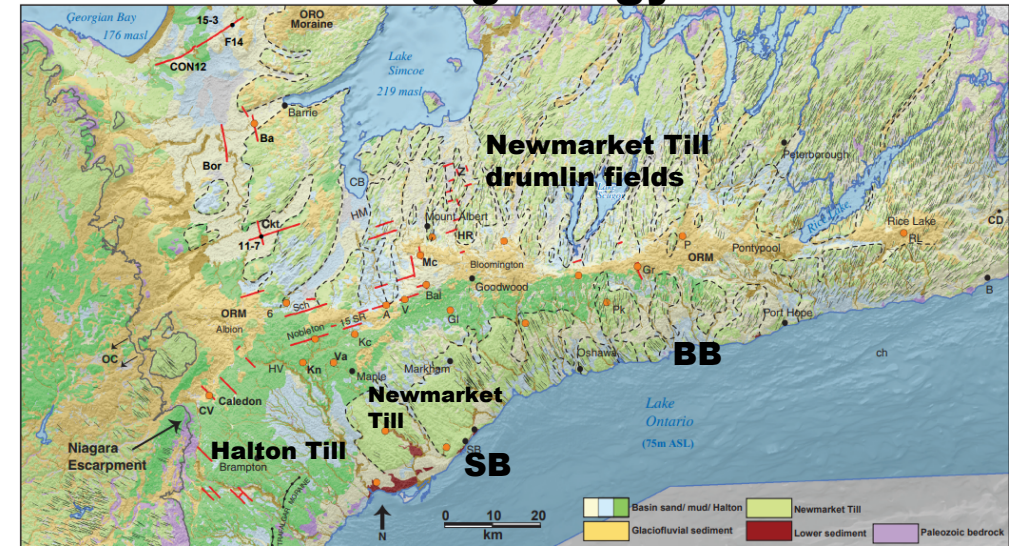 Georgian Bay
176 masl
15-3
F14
CON12
ORO
Moraine
Lake
Simcoe
219 masl
Barrie
Ba
Bor
CB
Newmarket Till
drumlin fields
Peterborough
Rice Lake
HM
Mount Albert
HR
Ckt
11-7
Rice Lake
RL
CD
P
ORM
Pontypool
Mc
Bloomington
Gr
Goodwood
Bal
B
ORM
Albion
6
Sch
Nobleton
15 SR
A
V
Gl
Pk
Port Hope
Kc
OC
HV
Kn
Va
Maple
Markham
Oshawa
BB
ch
CV
Caledon
Newmarket
Till
Lake
Ontario
(75m ASL)
Niagara
Escarpment
Halton Till
Brampton
SB
SB
TRAFALGAR MORAINE
N
0 10 20
km
Basin sand/ mud/ Halton
Newmarket Till
Glaciofluvial sediment
Lower sediment
Paleozoic bedrock